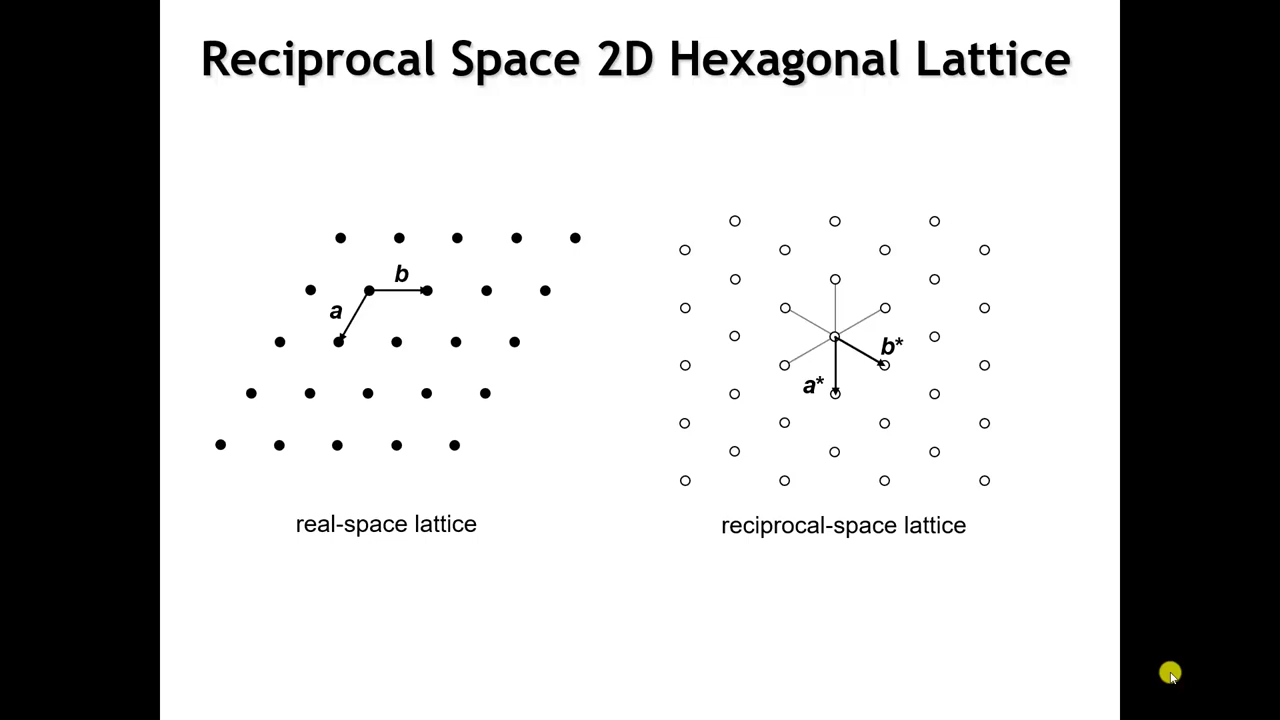 Reciprocal Space 2D Hexagonal Lattice
b
a
b*
a*
real-space lattice
reciprocal-space lattice